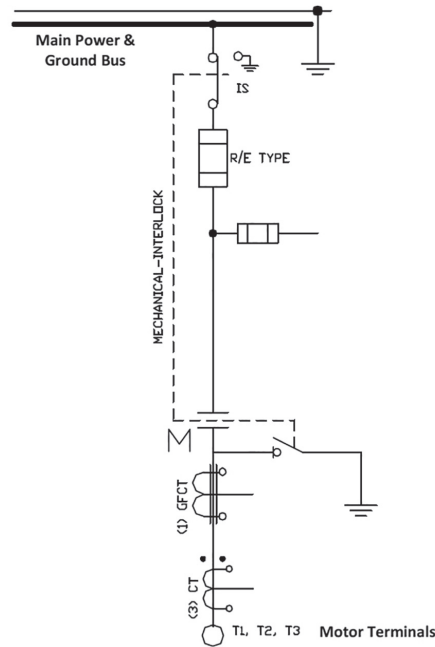 Main Power &
Ground Bus
IS
R/E TYPE
MECHANICAL-INTERLOCK
M
(1) GFCT
(3) CT
T1, T2, T3 Motor Terminals